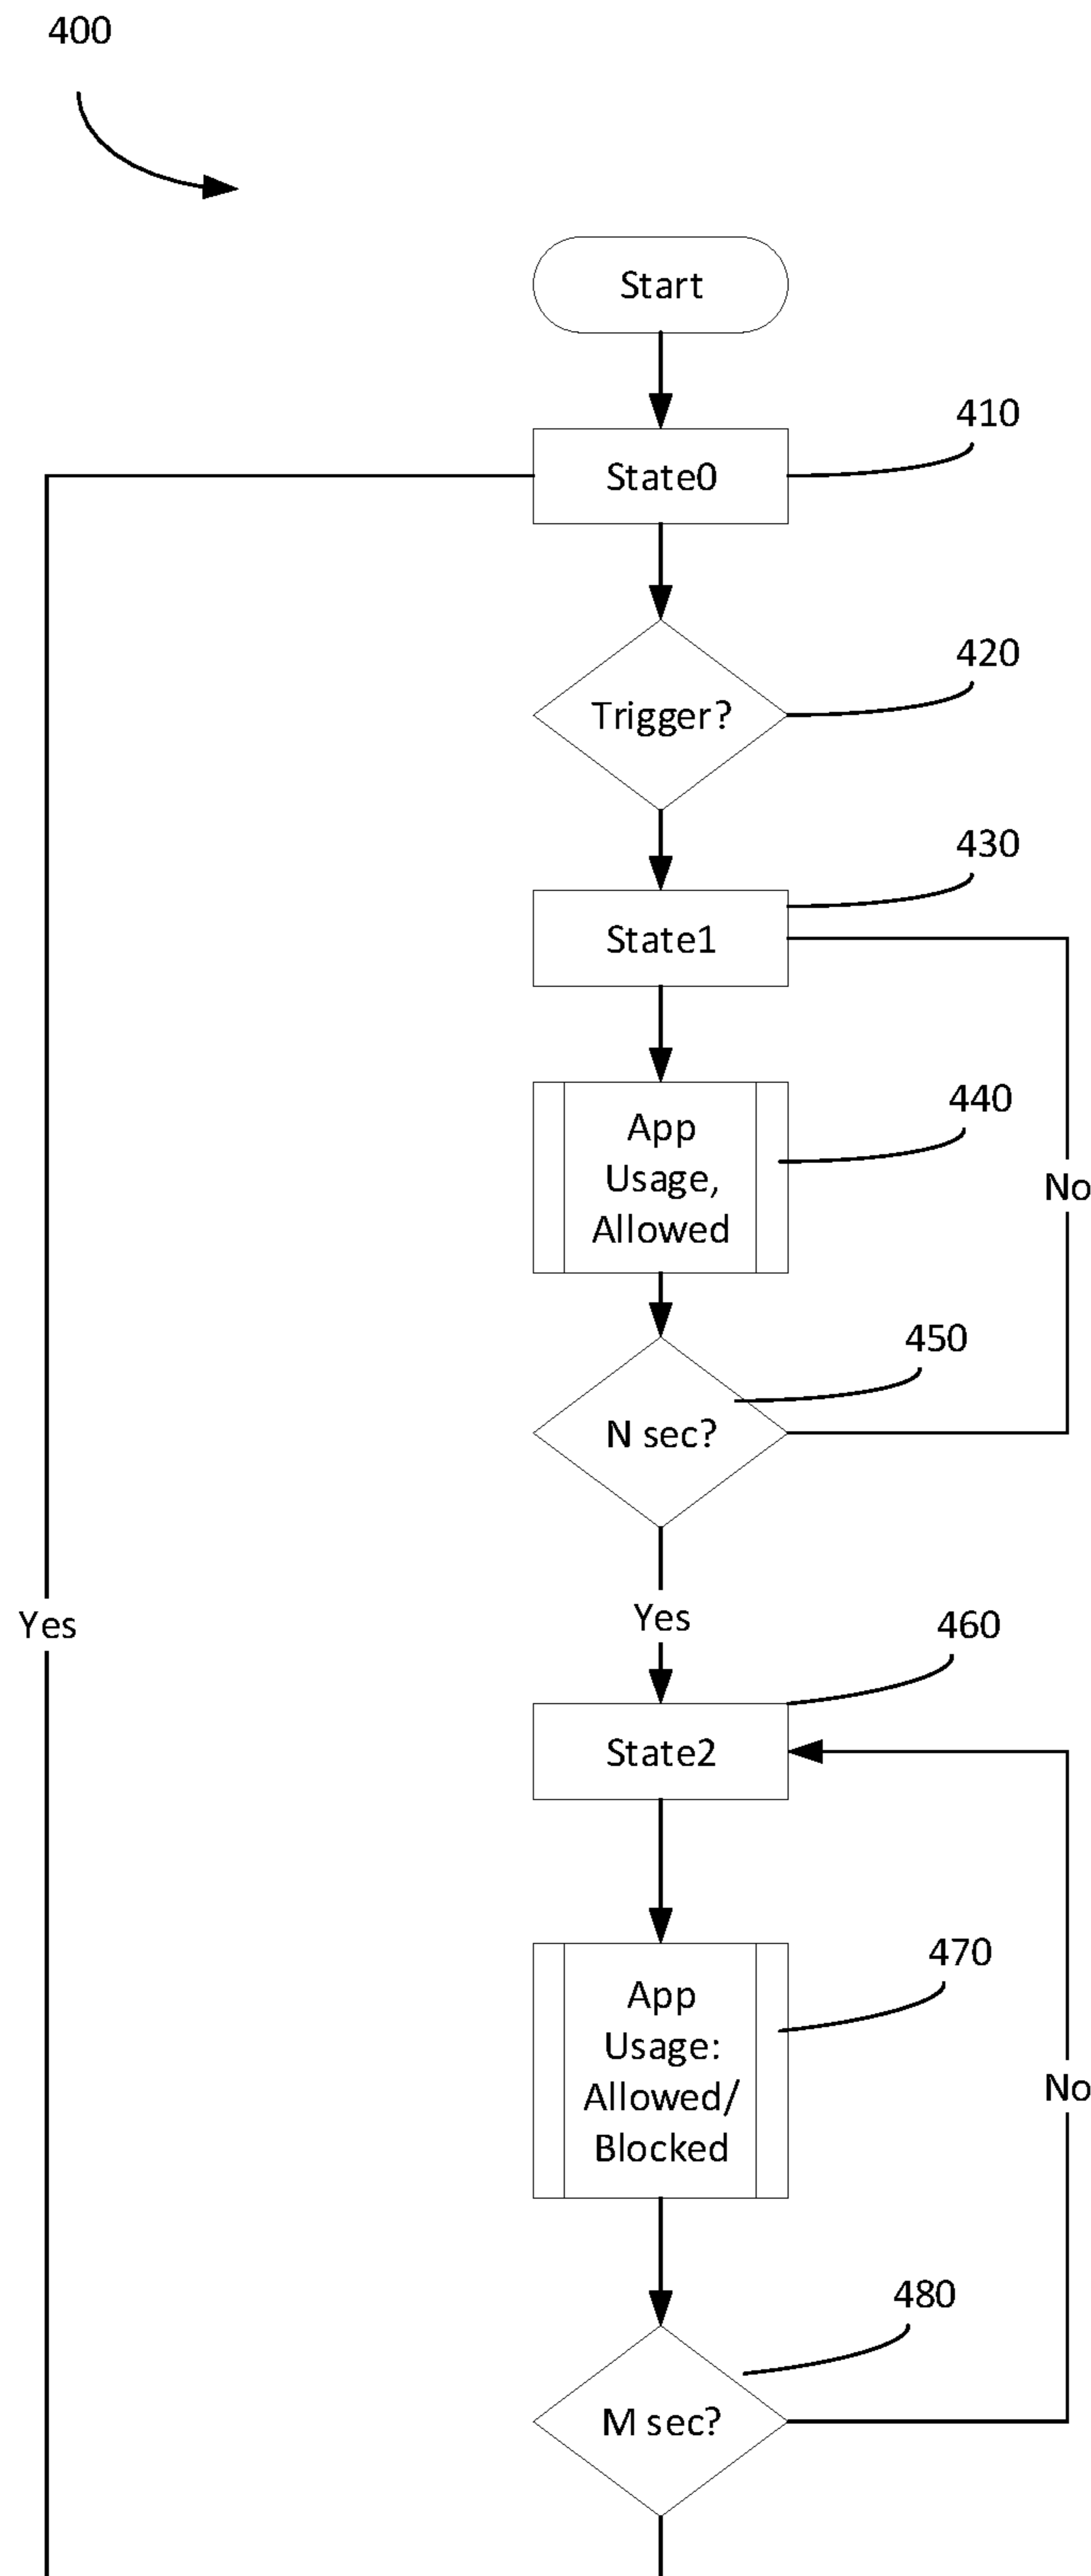 400
Start
410
State0
420
Trigger?
430
State1
440
App
Usage,
Allowed
No
450
N sec?
Yes
Yes
460
State2
470
App
Usage:
Allowed/
Blocked
No
480
M sec?